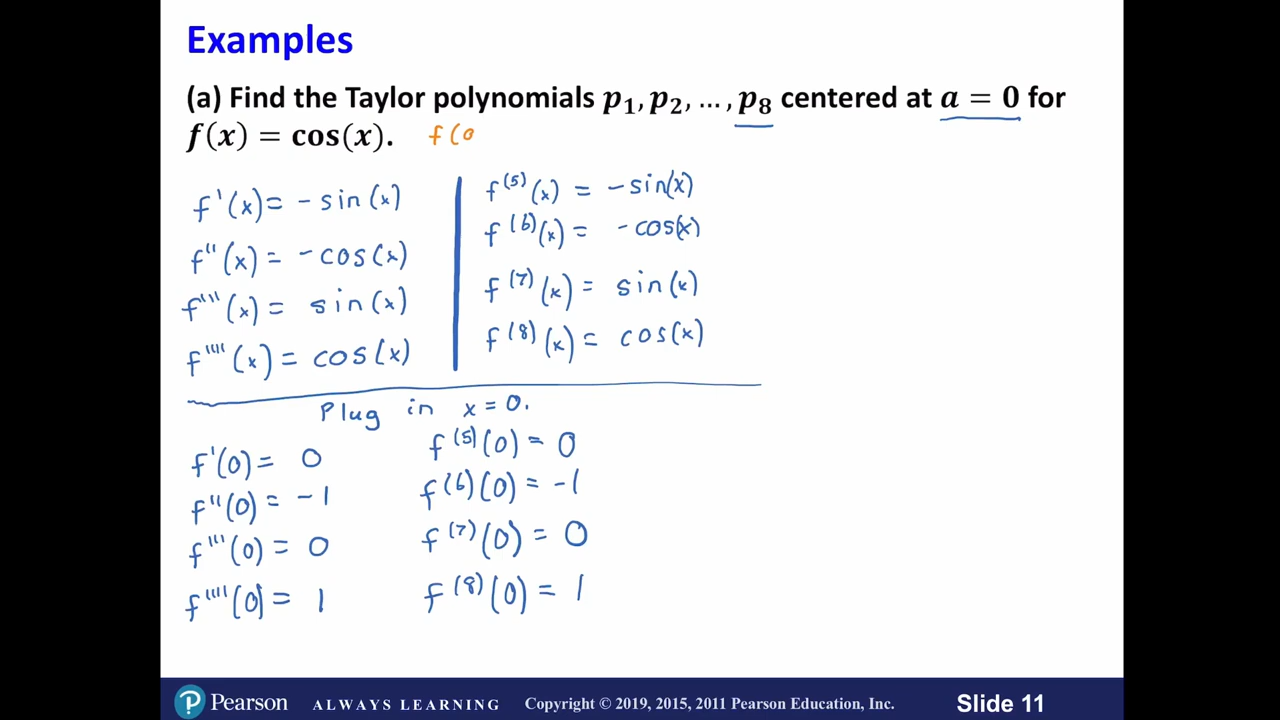 Examples
(a) Find the Taylor polynomials p₁, p₂, …, p₈ centered at a = 0 for
f(x) = cos(x). f(0
f'(x) = - sin(x)
f''(x) = - cos(x)
f'''(x) = sin(x)
f''''(x) = cos(x)
f⁽⁵⁾(x) = - sin(x)
f⁽⁶⁾(x) = - cos(x)
f⁽⁷⁾(x) = sin(x)
f⁽⁸⁾(x) = cos(x)
Plug in x = 0.
f'(0) = 0
f''(0) = - 1
f'''(0) = 0
f''''(0) = 1
f⁽⁵⁾(0) = 0
f⁽⁶⁾(0) = - 1
f⁽⁷⁾(0) = 0
f⁽⁸⁾(0) = 1
P Pearson ALWAYS LEARNING Copyright © 2019, 2015, 2011 Pearson Education, Inc. Slide 11